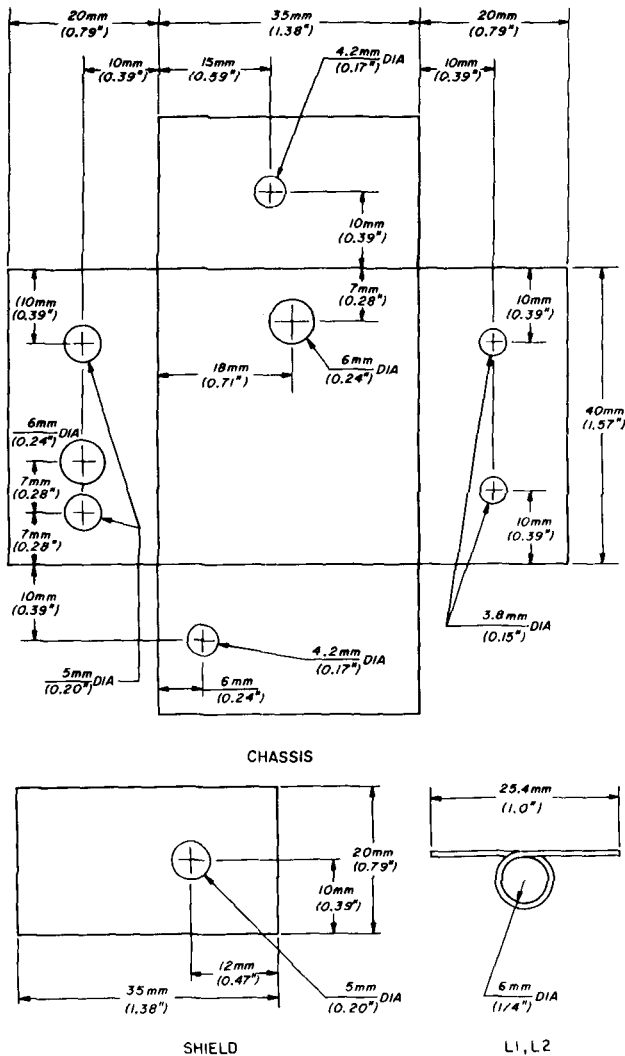 20mm
(0.79")
35mm
(1.38")
20mm
(0.79")
10mm
(0.39")
15mm
(0.59")
4.2mm
(0.17") DIA
10mm
(0.39")
10mm
(0.39")
(10mm
0.39")
7mm
(0.28")
10mm
(0.39")
18mm
(0.71")
6mm
(0.24") DIA
40mm
(1.57")
6mm
(0.24") DIA
7mm
(0.28")
7mm
(0.28")
10mm
(0.39")
10mm
(0.39")
3.8mm
(0.15") DIA
4.2mm
(0.17") DIA
5mm
(0.20") DIA
6mm
(0.24")
CHASSIS
25.4mm
(1.0")
20mm
(0.79")
10mm
(0.39")
12mm
(0.47")
35mm
(1.38")
5mm
(0.20") DIA
6mm
(1/4") DIA
SHIELD
L1, L2